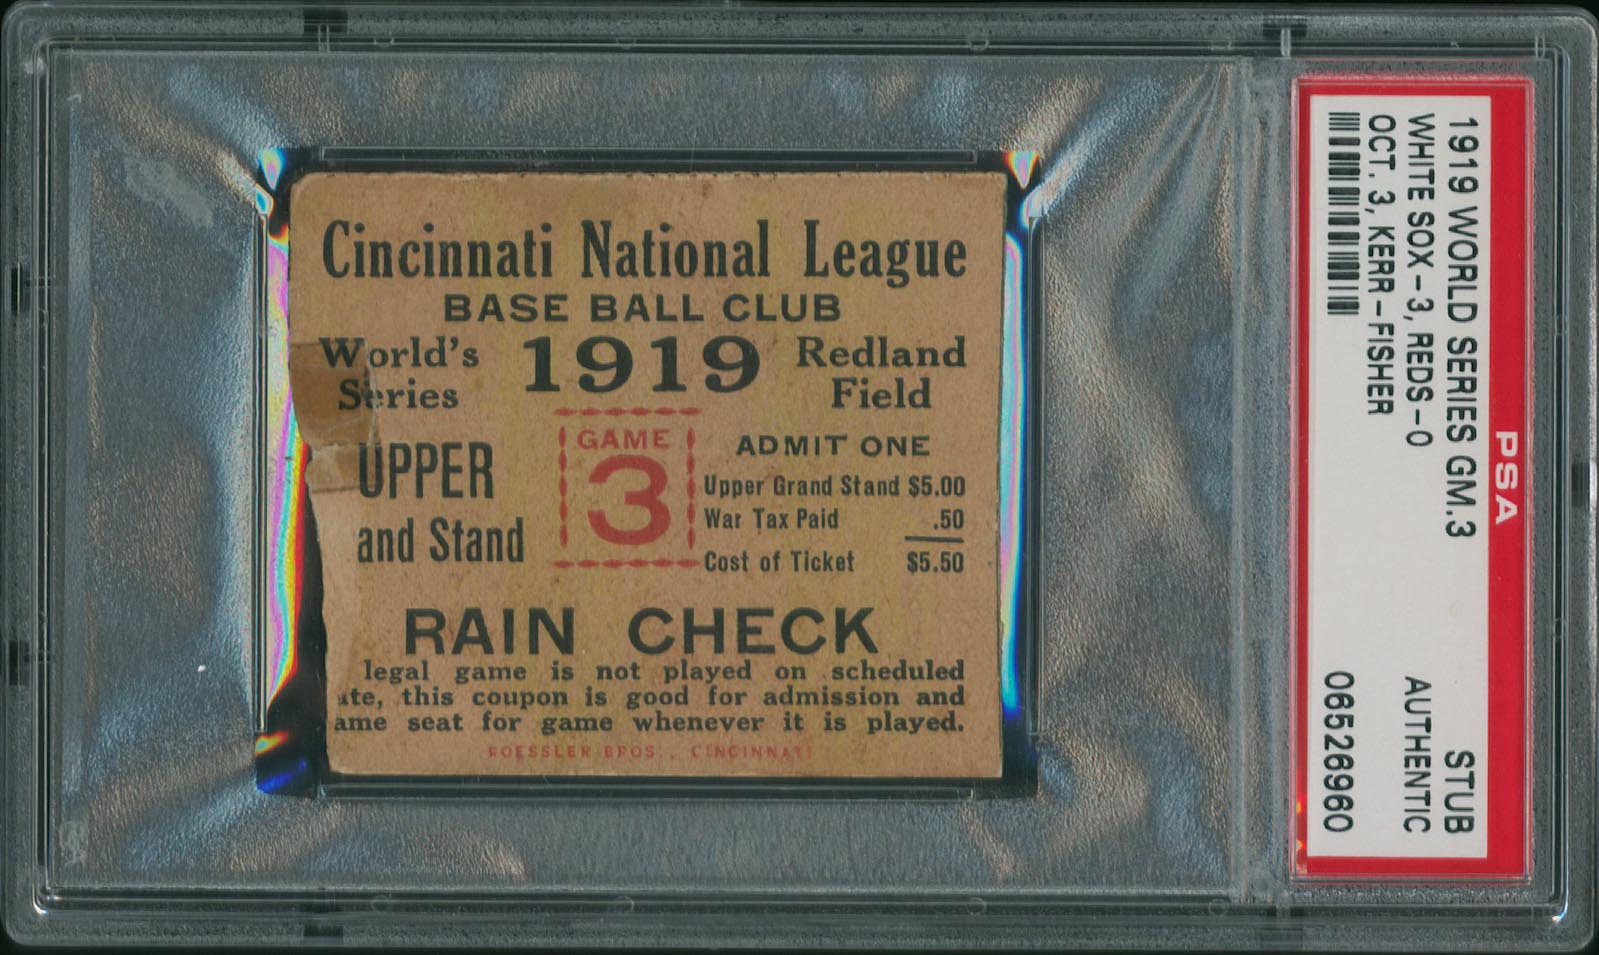 Cincinnati National League
BASE BALL CLUB
World's Series
1919
Redland Field
UPPER
and Stand
GAME
3
ADMIT ONE
Upper Grand Stand $5.00
War Tax Paid .50
Cost of Ticket $5.50
RAIN CHECK
legal game is not played on scheduled
ate, this coupon is good for admission and
ame seat for game whenever it is played.
ROESSLER BROS., CINCINNATI
PSA
1919 WORLD SERIES GM.3 STUB
WHITE SOX-3, REDS-0 AUTHENTIC
OCT. 3, KERR-FISHER
06526960